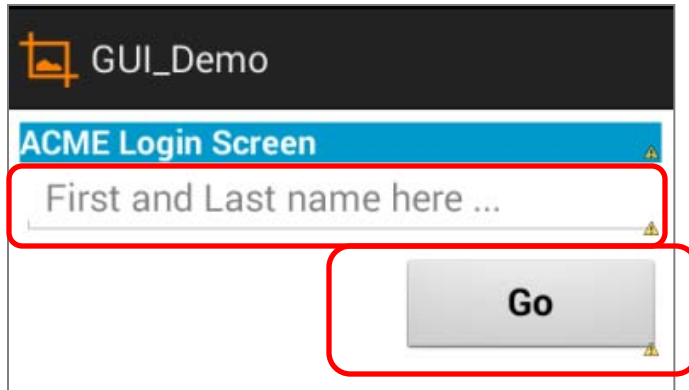 GUI_Demo
ACME Login Screen
First and Last name here ...
Go